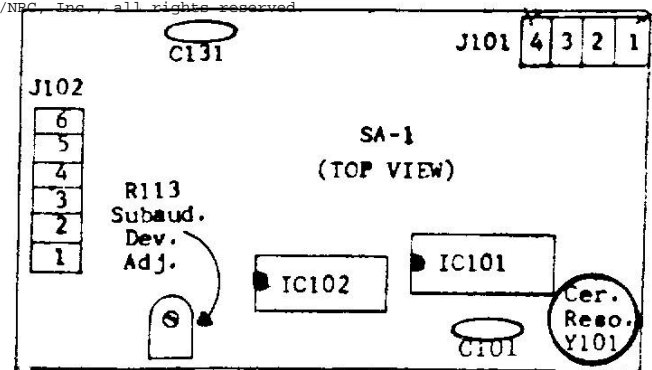 /NRC, Inc., all rights reserved.
C131
J101 4 3 2 1
J102
6
5
4
3
2
1
SA-1
(TOP VIEW)
R113
Subaud.
Dev.
Adj.
IC102
IC101
C101
Cer.
Reso.
Y101